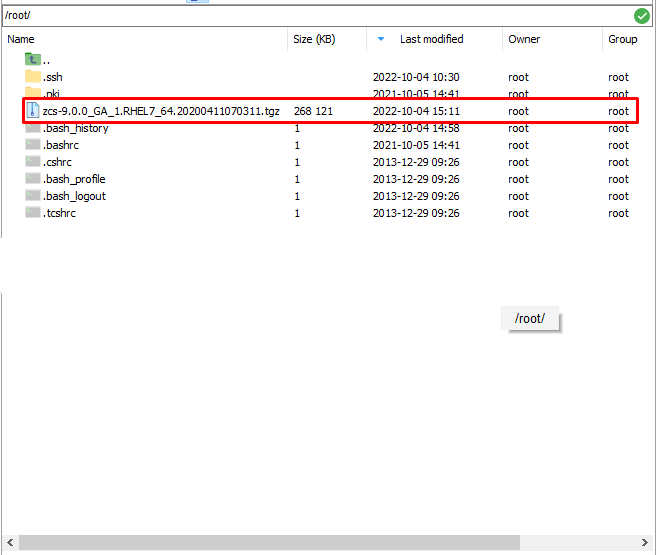 /root/
Name Size (KB) Last modified Owner Group
..
.ssh 2022-10-04 10:30 root root
.pki 2021-10-05 14:41 root root
zcs-9.0.0_GA_1.RHEL7_64.20200411070311.tgz 268 121 2022-10-04 15:11 root root
.bash_history 1 2022-10-04 14:58 root root
.bashrc 1 2021-10-05 14:41 root root
.cshrc 1 2013-12-29 09:26 root root
.bash_profile 1 2013-12-29 09:26 root root
.bash_logout 1 2013-12-29 09:26 root root
.tcshrc 1 2013-12-29 09:26 root root
/root/